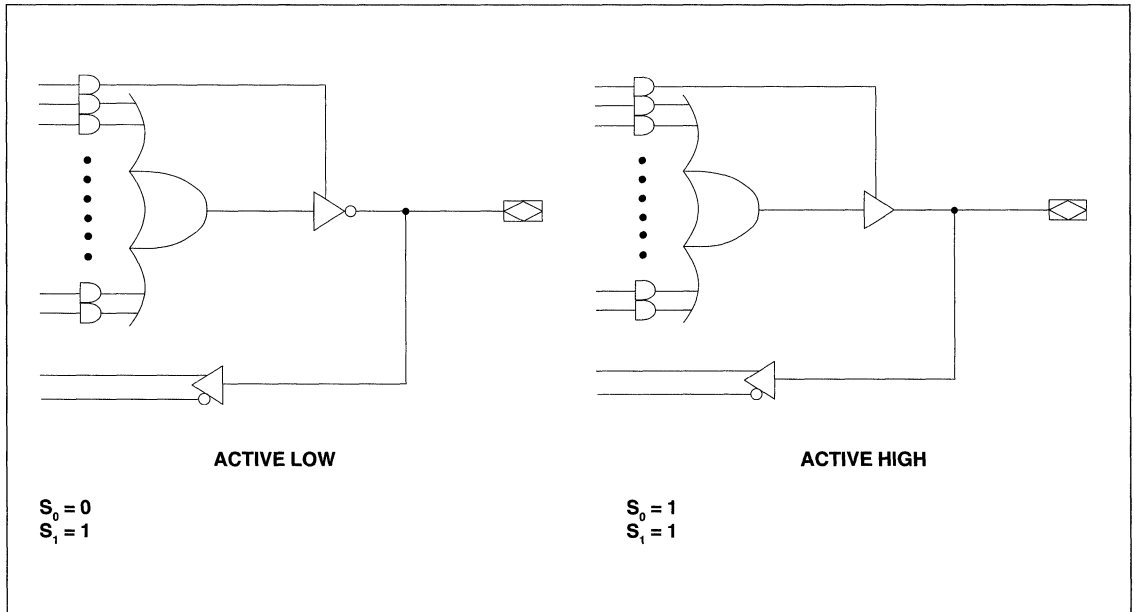 ACTIVE LOW
ACTIVE HIGH
S₀ = 0
S₁ = 1
S₀ = 1
S₁ = 1